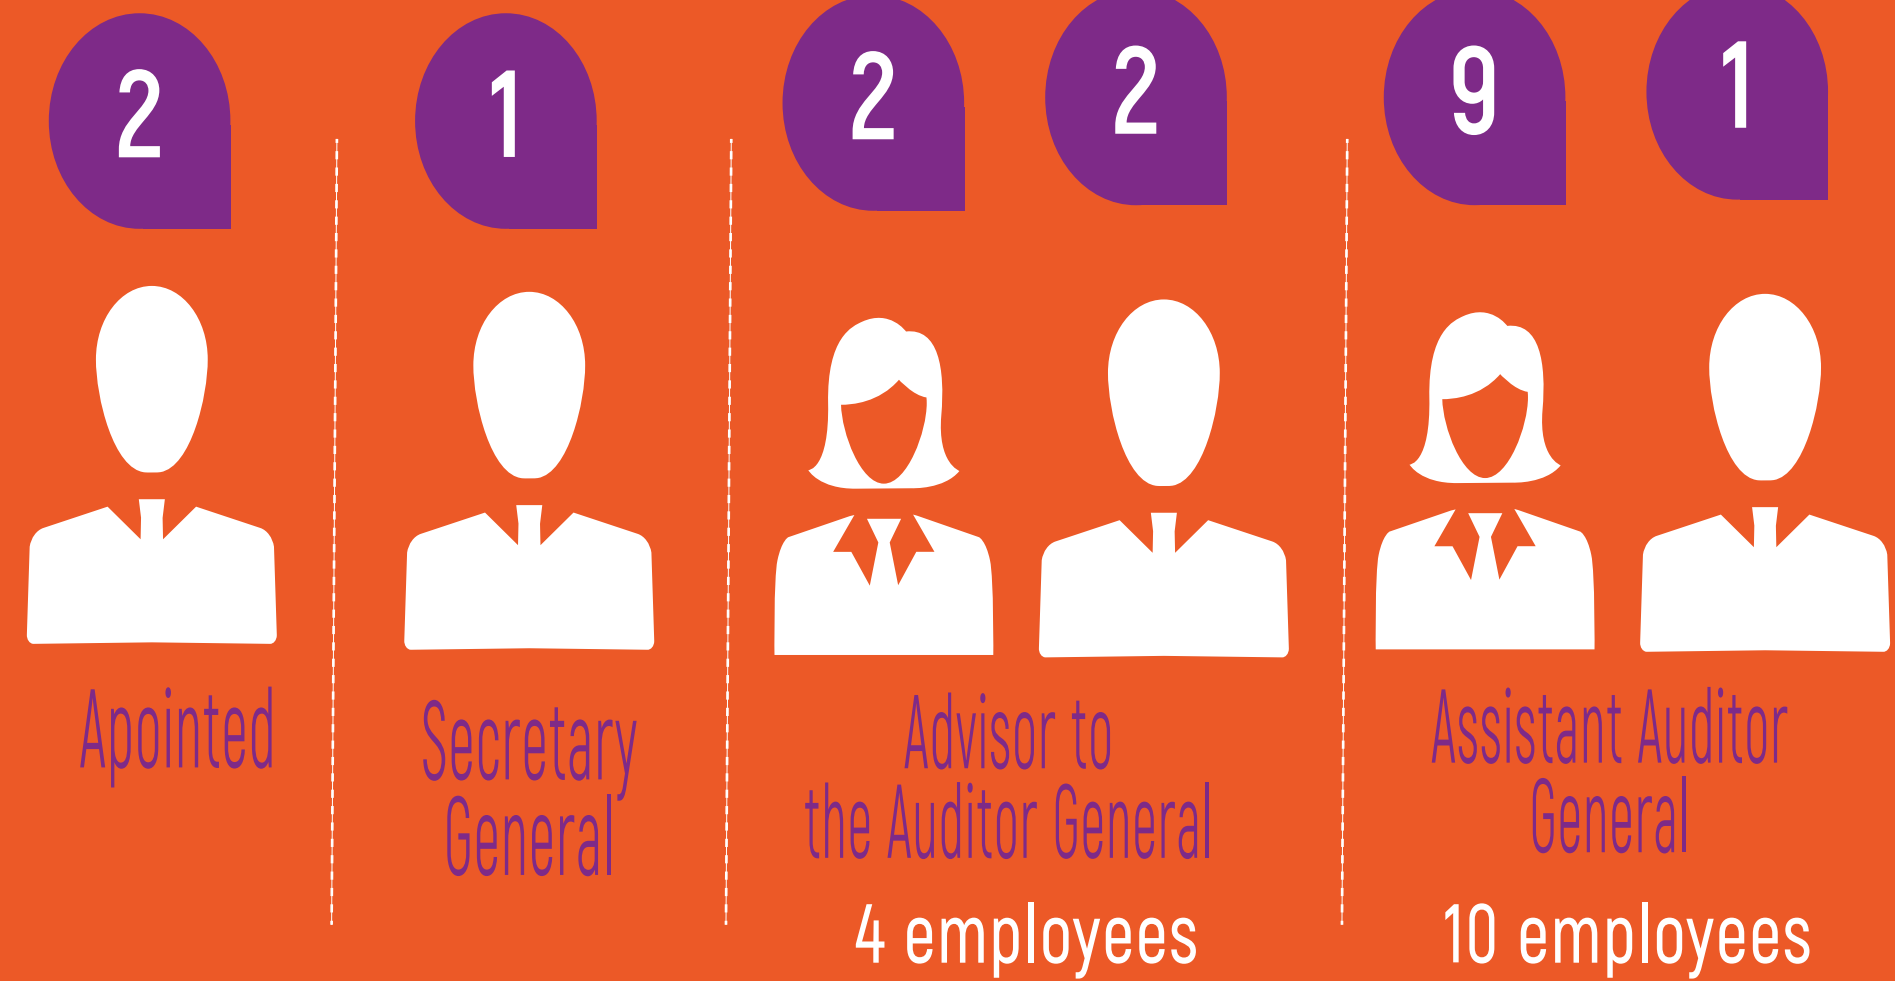 2
1
2
2
9
1
Apointed
Secretary
General
Advisor to
the Auditor General
4 employees
Assistant Auditor
General
10 employees